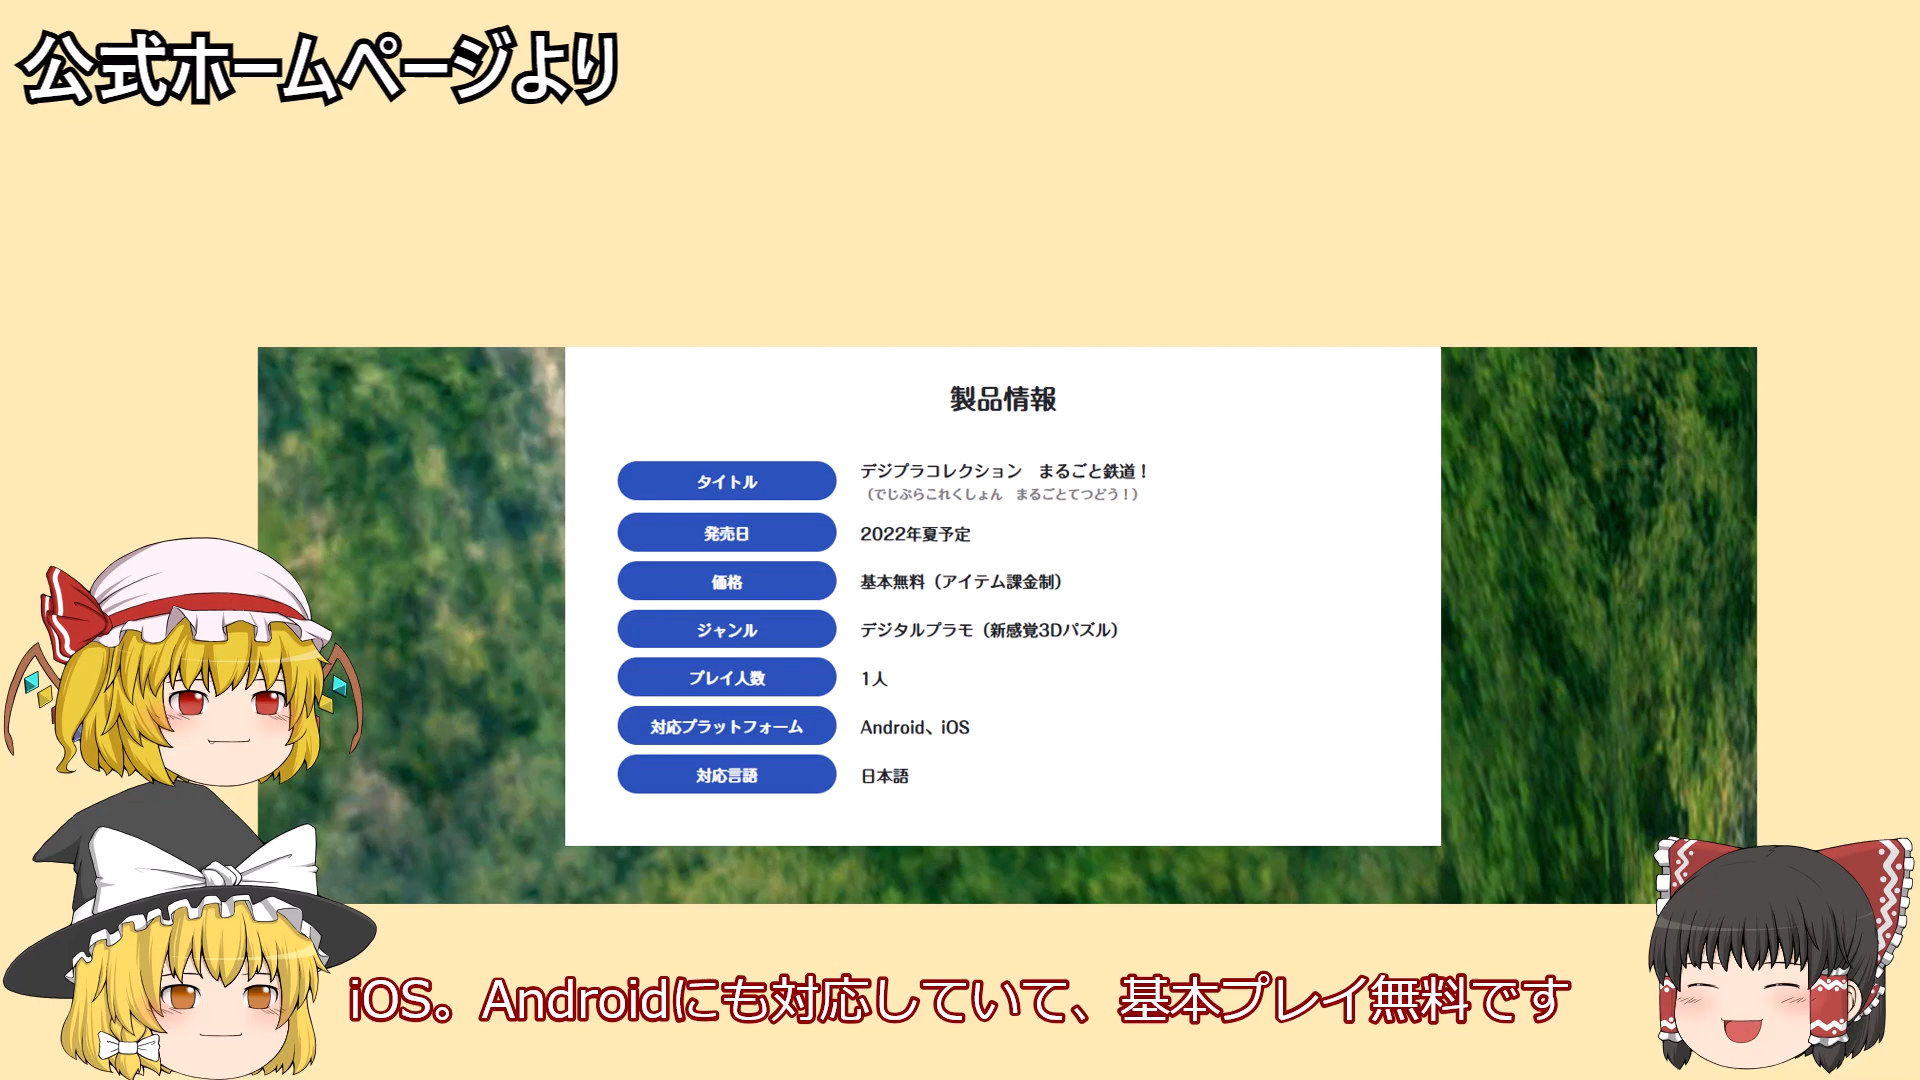 公式ホームページより
製品情報
タイトル
デジプラコレクション　まるごと鉄道！
（でじぷらこれくしょん　まるごとてつどう！）
発売日
2022年夏予定
価格
基本無料（アイテム課金制）
ジャンル
デジタルプラモ（新感覚3Dパズル）
プレイ人数
1人
対応プラットフォーム
Android、iOS
対応言語
日本語
iOS。Androidにも対応していて、基本プレイ無料です